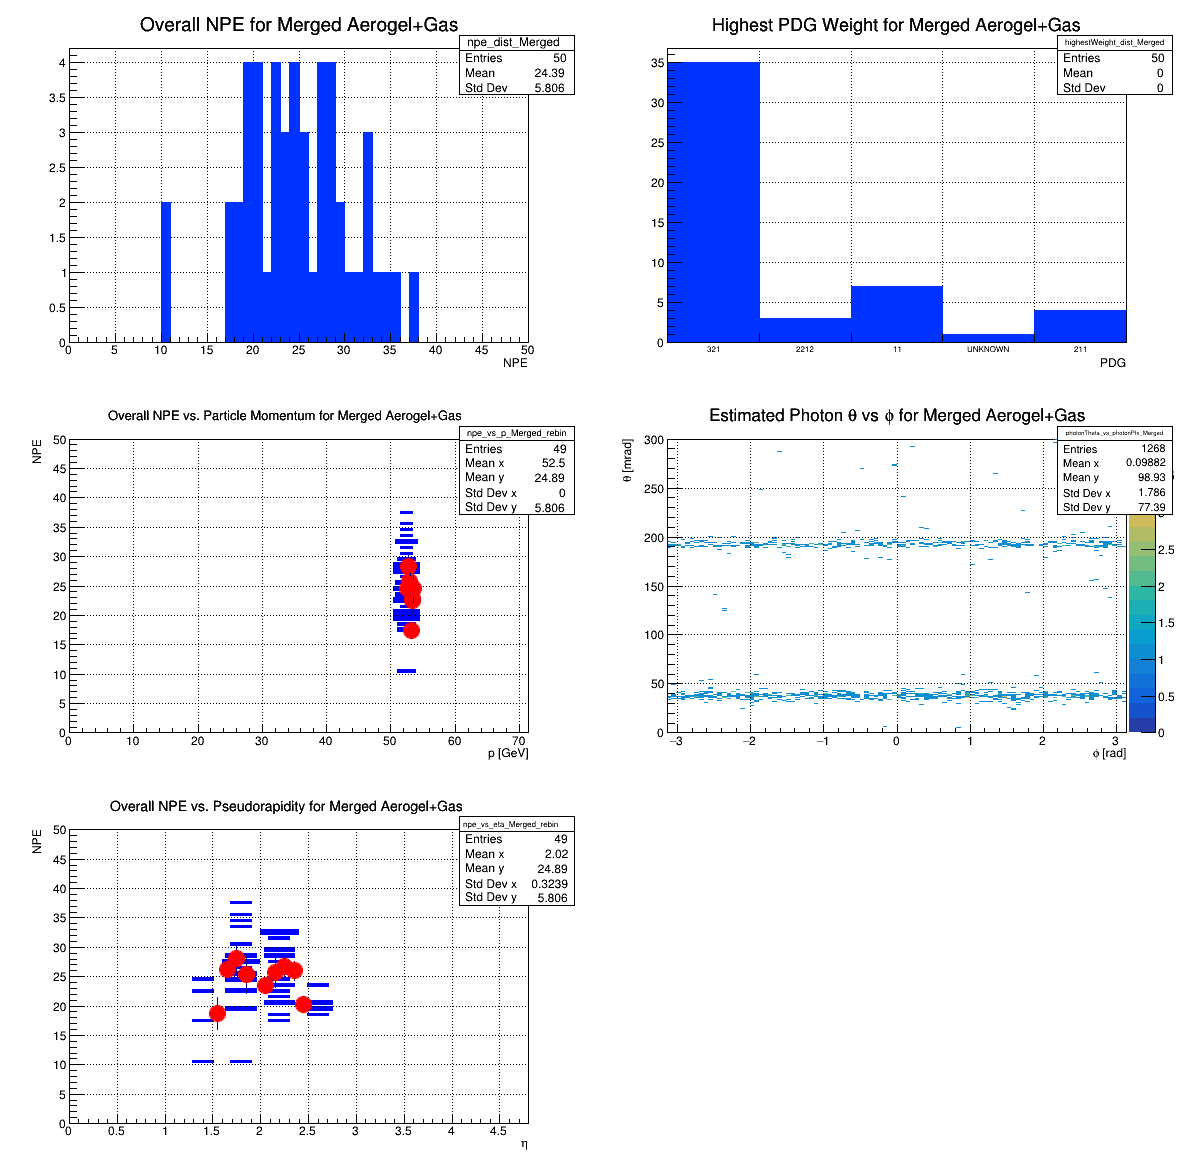 Overall NPE for Merged Aerogel+Gas
npe_dist_Merged
Entries 50
Mean 24.39
Std Dev 5.806
4
3.5
3
2.5
2
1.5
1
0.5
0
0 5 10 15 20 25 30 35 40 45 50
NPE
Highest PDG Weight for Merged Aerogel+Gas
highestWeight_dist_Merged
Entries 50
Mean 0
Std Dev 0
35
30
25
20
15
10
5
0
321 2212 11 UNKNOWN 211
PDG
Overall NPE vs. Particle Momentum for Merged Aerogel+Gas
npe_vs_p_Merged_rebin
Entries 49
Mean x 52.5
Mean y 24.89
Std Dev x 0
Std Dev y 5.806
NPE
50
45
40
35
30
25
20
15
10
5
0
0 10 20 30 40 50 60 70
p [GeV]
Estimated Photon θ vs ϕ for Merged Aerogel+Gas
photonTheta_vs_photonPhi_Merged
Entries 1268
Mean x 0.09882
Mean y 98.93
Std Dev x 1.786
Std Dev y 77.39
θ [mrad]
300
250
200
150
100
50
0
−3 −2 −1 0 1 2 3
ϕ [rad]
2.5
2
1.5
1
0.5
0
Overall NPE vs. Pseudorapidity for Merged Aerogel+Gas
npe_vs_eta_Merged_rebin
Entries 49
Mean x 2.02
Mean y 24.89
Std Dev x 0.3239
Std Dev y 5.806
NPE
50
45
40
35
30
25
20
15
10
5
0
0 0.5 1 1.5 2 2.5 3 3.5 4 4.5
η